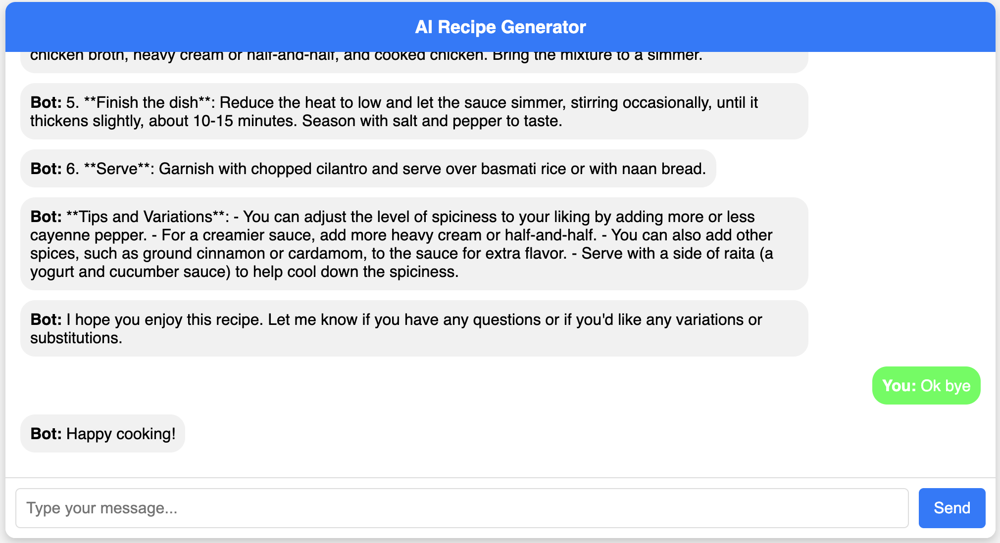 AI Recipe Generator
chicken broth, heavy cream or half-and-half, and cooked chicken. Bring the mixture to a simmer.
Bot: 5. **Finish the dish**: Reduce the heat to low and let the sauce simmer, stirring occasionally, until it
thickens slightly, about 10-15 minutes. Season with salt and pepper to taste.
Bot: 6. **Serve**: Garnish with chopped cilantro and serve over basmati rice or with naan bread.
Bot: **Tips and Variations**: - You can adjust the level of spiciness to your liking by adding more or less
cayenne pepper. - For a creamier sauce, add more heavy cream or half-and-half. - You can also add other
spices, such as ground cinnamon or cardamom, to the sauce for extra flavor. - Serve with a side of raita (a
yogurt and cucumber sauce) to help cool down the spiciness.
Bot: I hope you enjoy this recipe. Let me know if you have any questions or if you'd like any variations or
substitutions.
You: Ok bye
Bot: Happy cooking!
Type your message...
Send